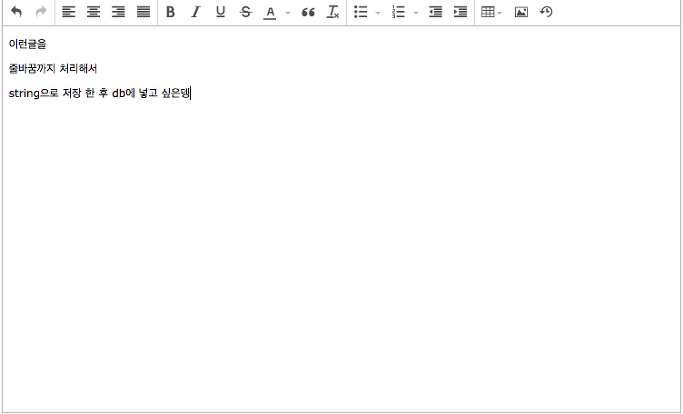 이런글을
줄바꿈까지 처리해서
string으로 저장 한 후 db에 넣고 싶은뎅